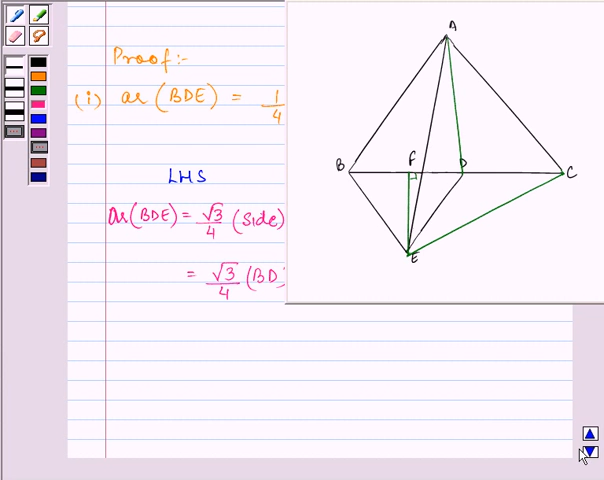 Proof:-
(i) ar (BDE) = 1/4
LHS
Ar(BDE) = √3/4 (Side)
= √3/4 (BD)
A
B F D C
E